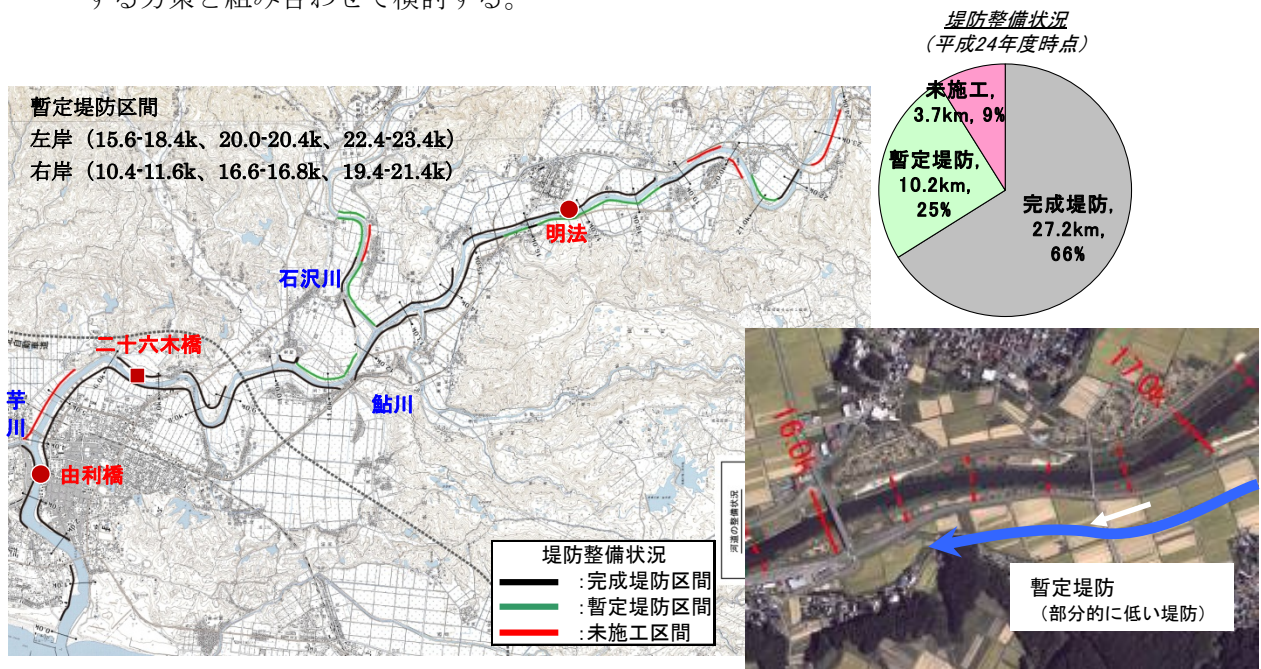 する方策と組み合わせて検討する。
堤防整備状況
（平成24年度時点）
未施工,
3.7km, 9%
暫定堤防,
10.2km,
25%
完成堤防,
27.2km,
66%
暫定堤防区間
左岸（15.6-18.4k、20.0-20.4k、22.4-23.4k）
右岸（10.4-11.6k、16.6-16.8k、19.4-21.4k）
明法
石沢川
二十六木橋
芋川
鮎川
由利橋
河道の整備状況
堤防整備状況
：完成堤防区間
：暫定堤防区間
：未施工区間
16.0k
17.0k
暫定堤防
（部分的に低い堤防）